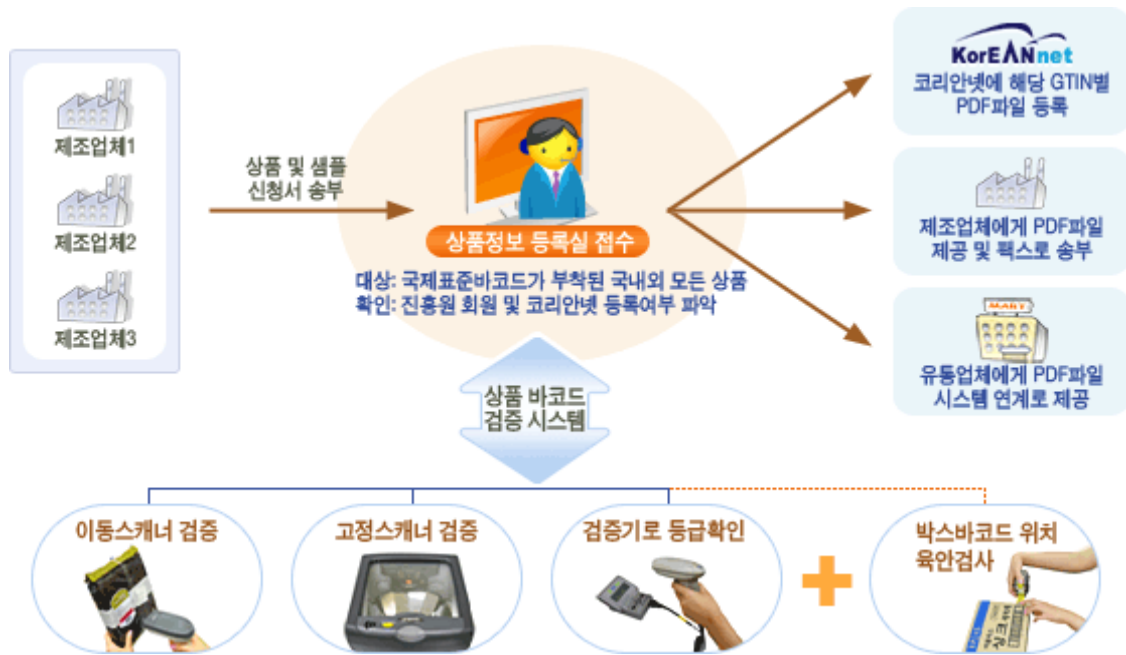 제조업체1
제조업체2
제조업체3
상품 및 샘플
신청서 송부
상품정보 등록실 접수
대상: 국제표준바코드가 부착된 국내외 모든 상품
확인: 진흥원 회원 및 코리안넷 등록여부 파악
KorEANnet
코리안넷에 해당 GTIN별
PDF파일 등록
제조업체에게 PDF파일
제공 및 팩스로 송부
MART
유통업체에게 PDF파일
시스템 연계로 제공
상품 바코드
검증 시스템
이동스캐너 검증
고정스캐너 검증
검증기로 등급확인
박스바코드 위치
육안검사